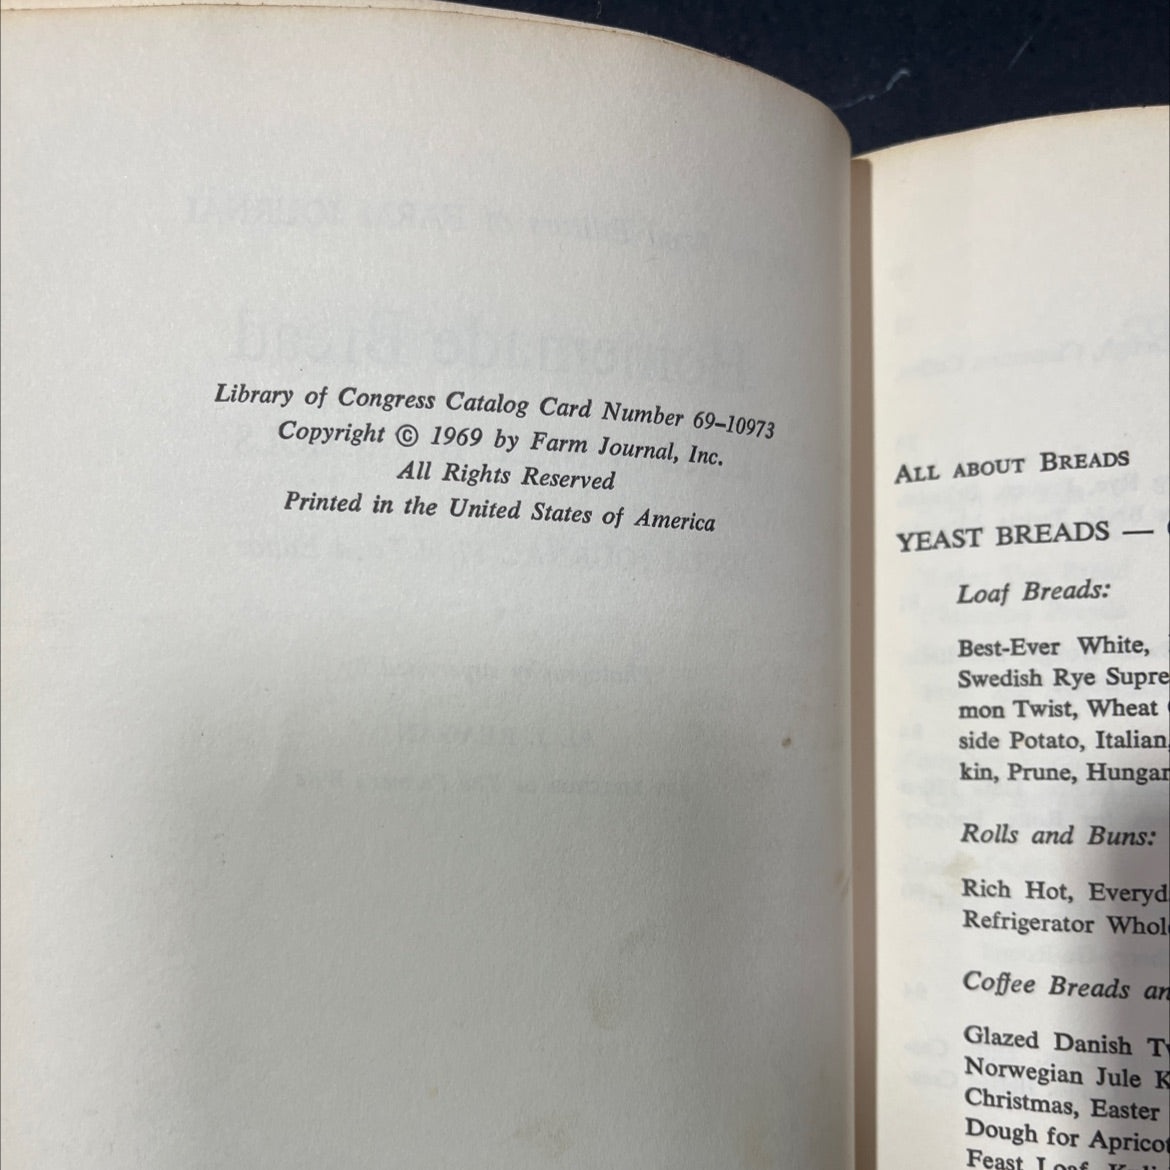 Library of Congress Catalog Card Number 69–10973
Copyright © 1969 by Farm Journal, Inc.
All Rights Reserved
Printed in the United States of America
ALL ABOUT BREADS
YEAST BREADS —
Loaf Breads:
Best-Ever White,
Swedish Rye Supre
mon Twist, Wheat
side Potato, Italian,
kin, Prune, Hungar
Rolls and Buns:
Rich Hot, Everyd
Refrigerator Whol
Coffee Breads an
Glazed Danish Tw
Norwegian Jule K
Christmas, Easter
Dough for Aprico
Feast Loaf,